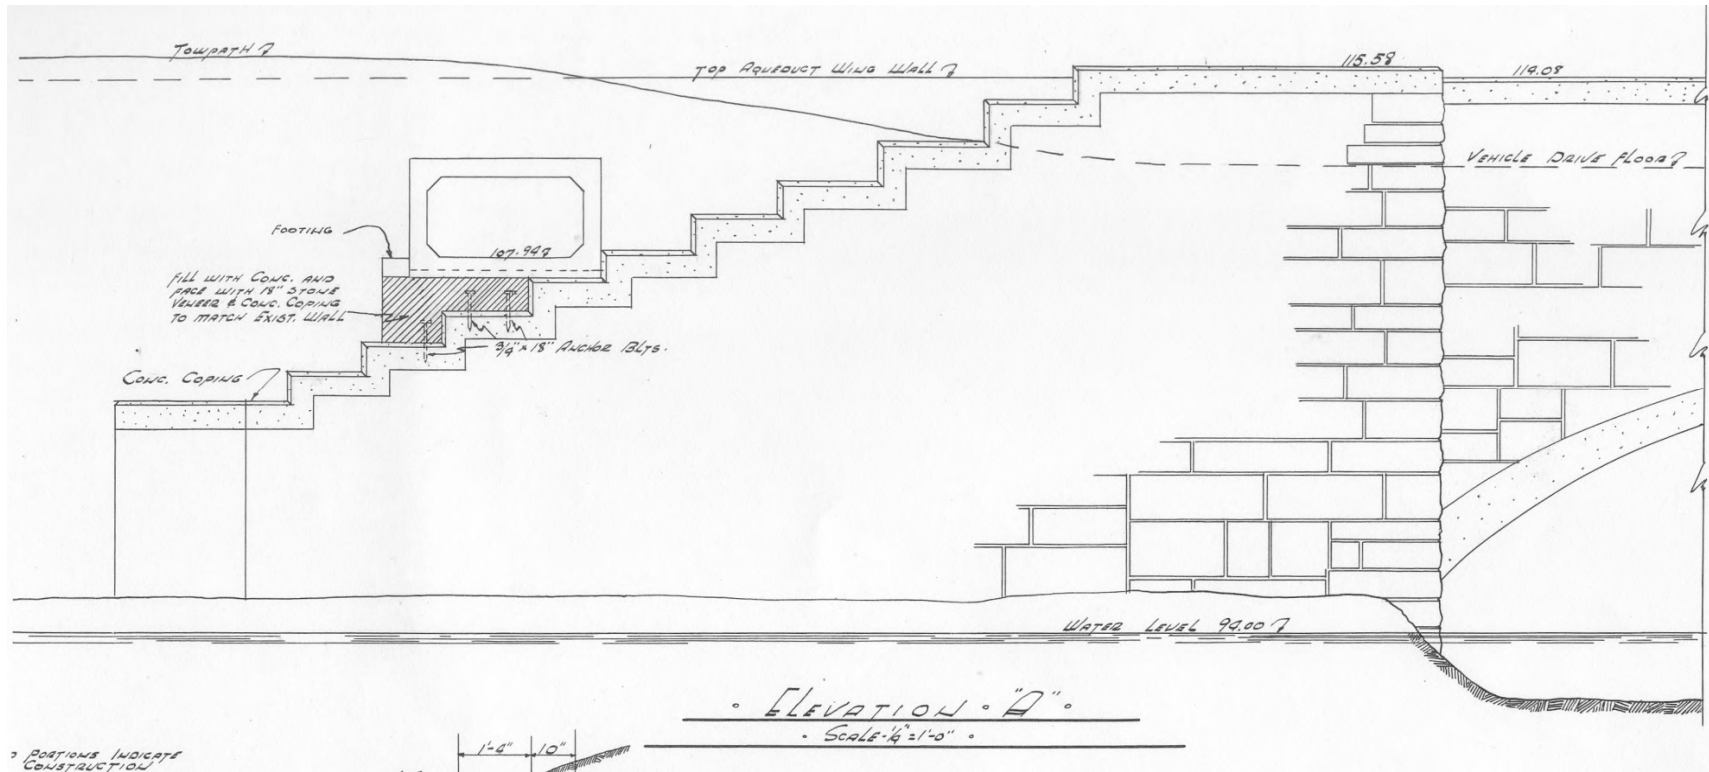 TOWPATH
TOP AQUEDUCT WING WALL
115.58
114.08
VEHICLE DRIVE FLOOR
FOOTING
107.94
FILL WITH CONC. AND
FACE WITH 18" STONE
VENEER & CONC. COPING
TO MATCH EXIST. WALL
3/4" x 18" ANCHOR BLTS.
CONC. COPING
WATER LEVEL 94.00
• ELEVATION • "A" •
• SCALE - 1/4" = 1'-0" •
PORTIONS INDICATE
CONSTRUCTION
1'-4"
10"